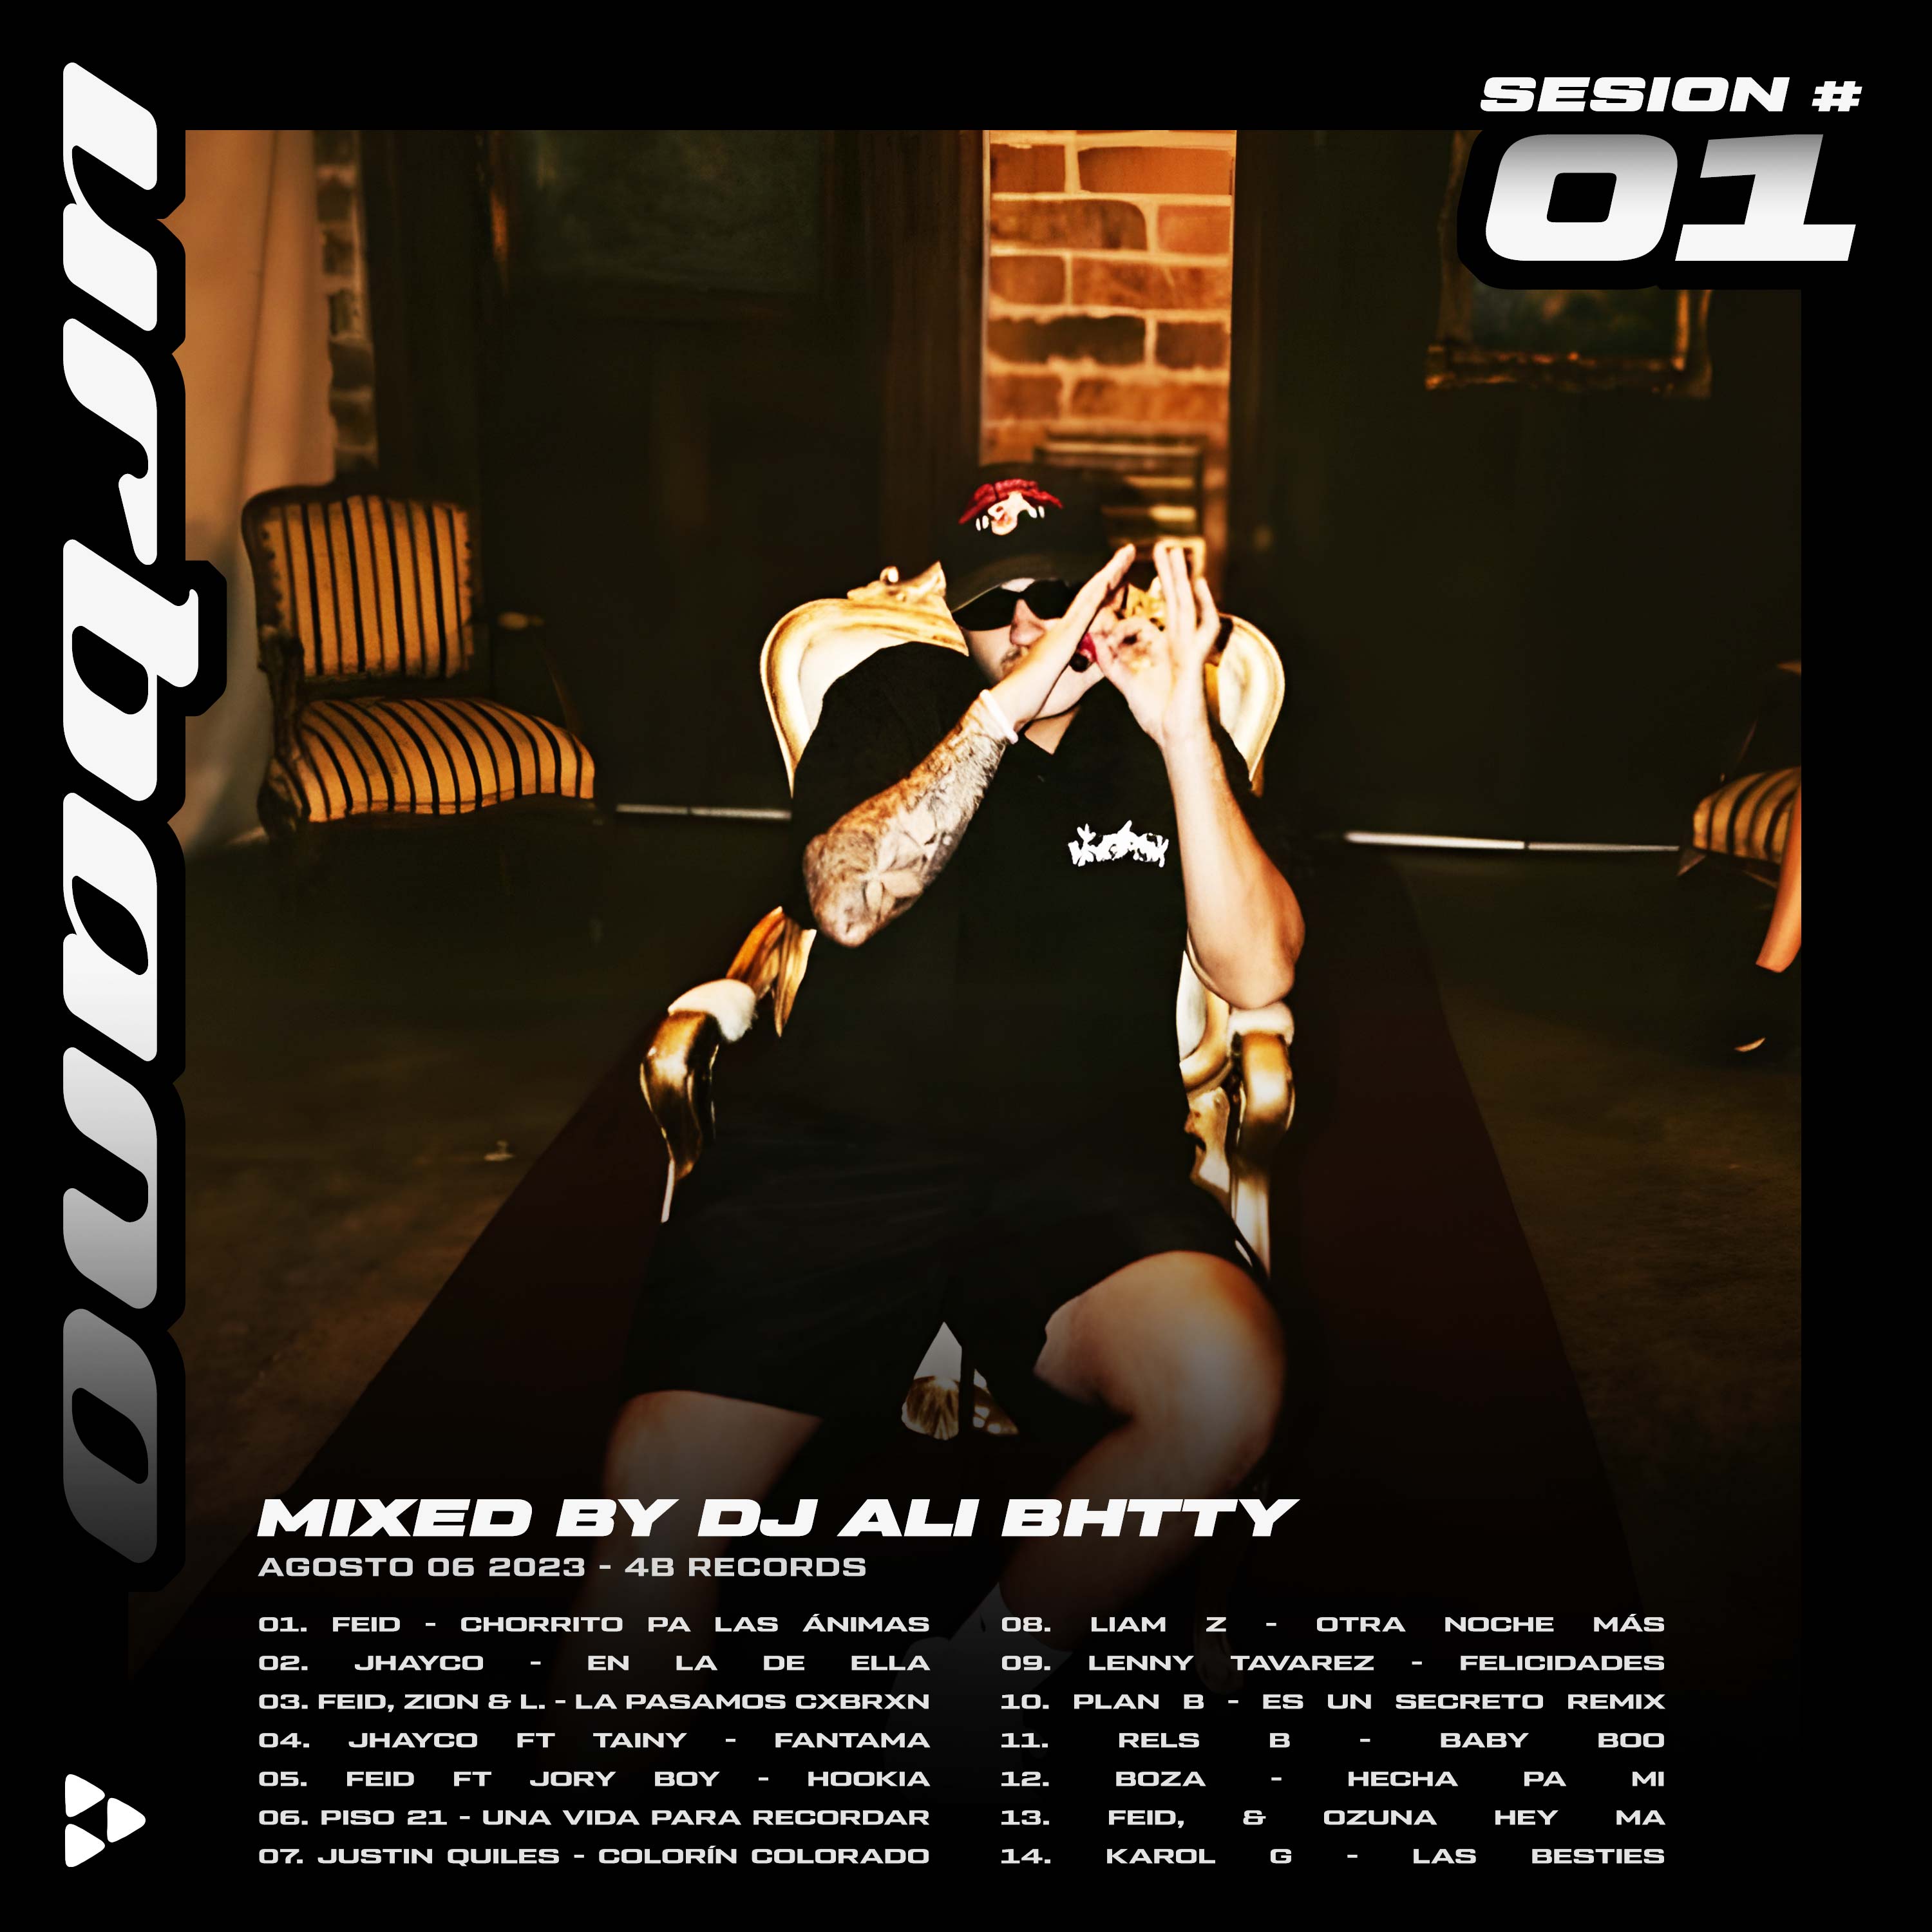 urbano
SESION #
01
MIXED BY DJ ALI BHTTY
AGOSTO 06 2023 - 4B RECORDS
01. FEID - CHORRITO PA LAS ÁNIMAS
02. JHAYCO - EN LA DE ELLA
03. FEID, ZION & L. - LA PASAMOS CXBRXN
04. JHAYCO FT TAINY - FANTAMA
05. FEID FT JORY BOY - HOOKIA
06. PISO 21 - UNA VIDA PARA RECORDAR
07. JUSTIN QUILES - COLORÍN COLORADO
08. LIAM Z - OTRA NOCHE MÁS
09. LENNY TAVAREZ - FELICIDADES
10. PLAN B - ES UN SECRETO REMIX
11. RELS B - BABY BOO
12. BOZA - HECHA PA MI
13. FEID, & OZUNA HEY MA
14. KAROL G - LAS BESTIES